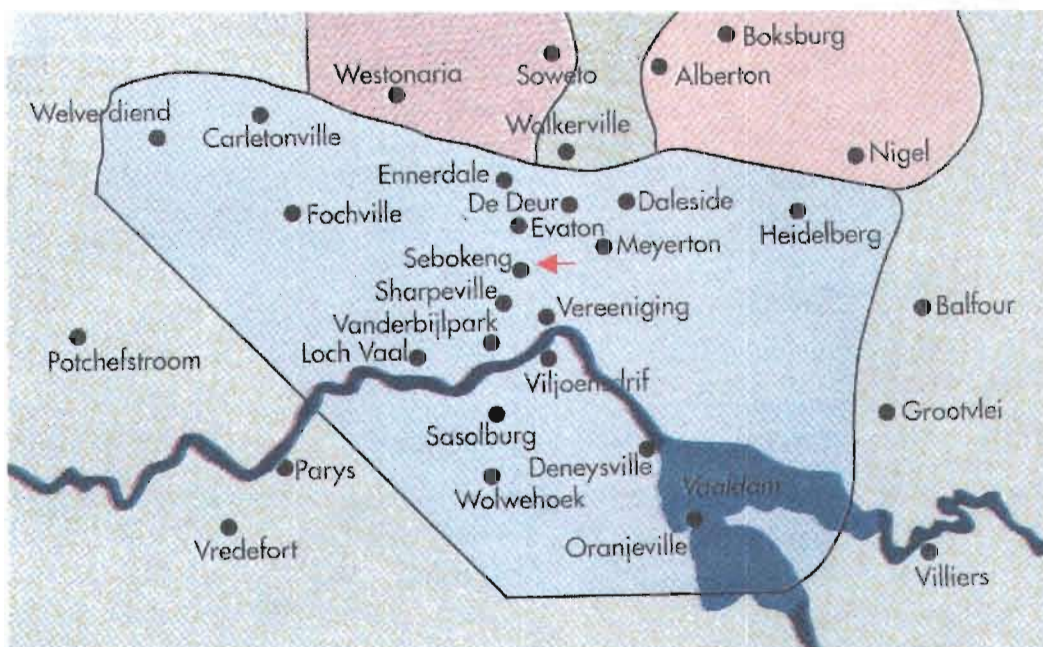 Boksburg
Westonaria
Soweto
Alberton
Welverdiend
Carletonville
Walkerville
Nigel
Ennerdale
De Deur
Daleside
Fochville
Evaton
Heidelberg
Meyerton
Sebokeng
Sharpeville
Vereeniging
Balfour
Vanderbijlpark
Potchefstroom
Loch Vaal
Viljoensdrif
Grootvlei
Sasolburg
Deneysville
Parys
Wolwehoek
Vaaldam
Vredefort
Oranjeville
Villiers